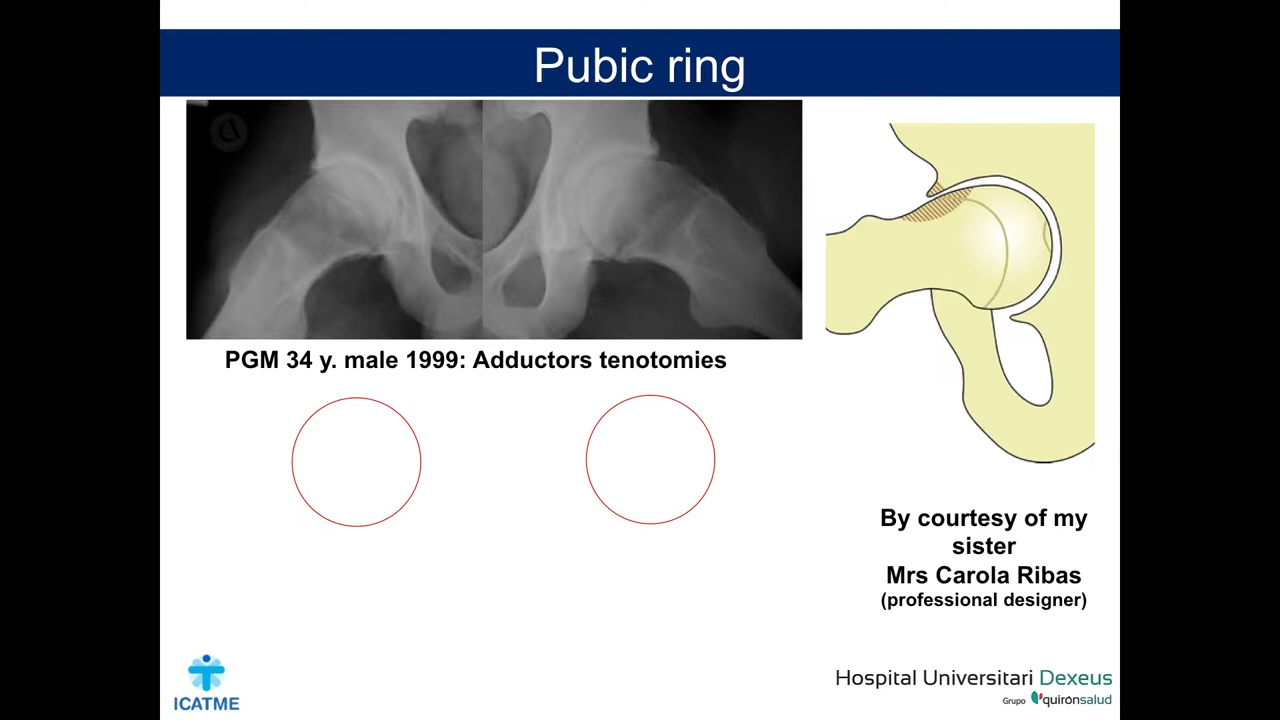 Pubic ring
D
PGM 34 y. male 1999: Adductors tenotomies
By courtesy of my
sister
Mrs Carola Ribas
(professional designer)
ICATME
Hospital Universitari Dexeus
Grupo quirónsalud